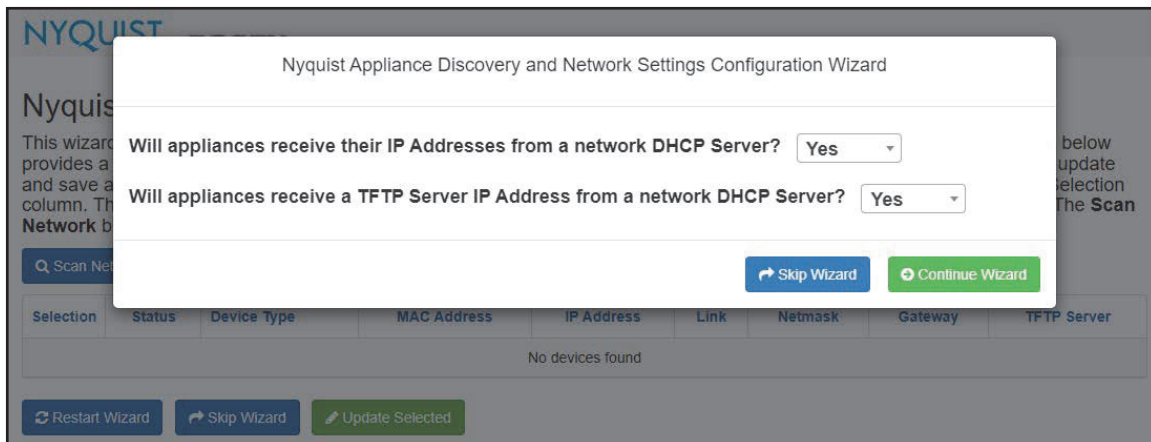 NYQUIST
Nyquist Appliance Discovery and Network Settings Configuration Wizard
Nyquis
This wizard
below
Will appliances receive their IP Addresses from a network DHCP Server? Yes
provides a
update
and save a
Will appliances receive a TFTP Server IP Address from a network DHCP Server? Yes
election
column. Th
The Scan
Network b
Scan Net
Skip Wizard
Continue Wizard
Selection Status Device Type MAC Address IP Address Link Netmask Gateway TFTP Server
No devices found
Restart Wizard Skip Wizard Update Selected